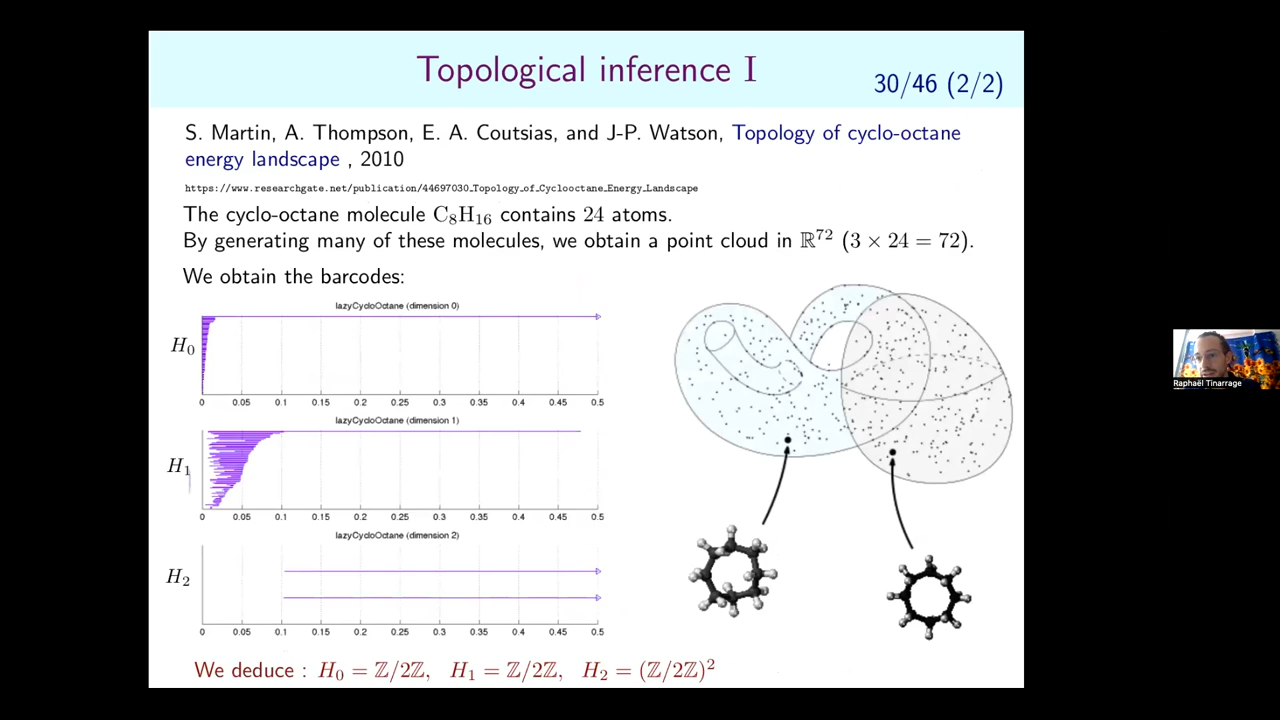 Topological inference I
30/46 (2/2)
S. Martin, A. Thompson, E. A. Coutsias, and J-P. Watson, Topology of cyclo-octane
energy landscape , 2010
https://www.researchgate.net/publication/44697030_Topology_of_Cyclooctane_Energy_Landscape
The cyclo-octane molecule C₈H₁₆ contains 24 atoms.
By generating many of these molecules, we obtain a point cloud in ℝ⁷² (3 × 24 = 72).
We obtain the barcodes:
lazyCycloOctane (dimension 0)
H₀
0 0.05 0.1 0.15 0.2 0.25 0.3 0.35 0.4 0.45 0.5
lazyCycloOctane (dimension 1)
H₁
0 0.05 0.1 0.15 0.2 0.25 0.3 0.35 0.4 0.45 0.5
lazyCycloOctane (dimension 2)
H₂
0 0.05 0.1 0.15 0.2 0.25 0.3 0.35 0.4 0.45 0.5
We deduce : H₀ = ℤ/2ℤ, H₁ = ℤ/2ℤ, H₂ = (ℤ/2ℤ)²
Raphaël Tinarrage